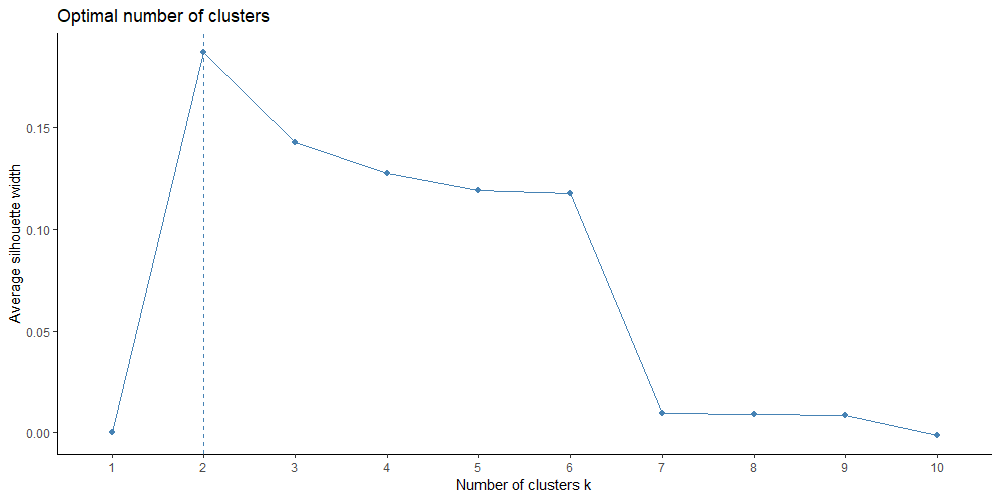 Optimal number of clusters
Average silhouette width
0.15
0.10
0.05
0.00
1 2 3 4 5 6 7 8 9 10
Number of clusters k